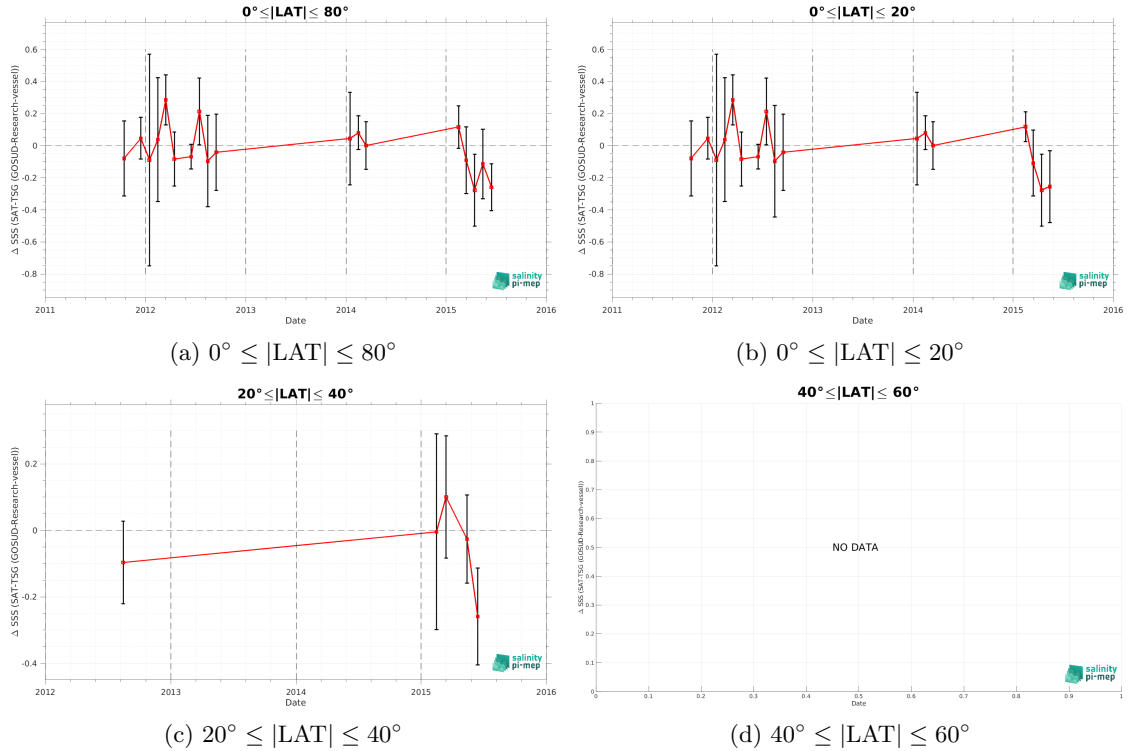 0°≤|LAT|≤ 80°
Δ SSS (SAT-TSG (GOSUD-Research-vessel))
0.6
0.4
0.2
0
-0.2
-0.4
-0.6
-0.8
2011 2012 2013 2014 2015 2016
Date
salinity
pi-mep
(a) 0° ≤ |LAT| ≤ 80°
0°≤|LAT|≤ 20°
Δ SSS (SAT-TSG (GOSUD-Research-vessel))
0.6
0.4
0.2
0
-0.2
-0.4
-0.6
-0.8
2011 2012 2013 2014 2015 2016
Date
salinity
pi-mep
(b) 0° ≤ |LAT| ≤ 20°
20°≤|LAT|≤ 40°
Δ SSS (SAT-TSG (GOSUD-Research-vessel))
0.2
0
-0.2
-0.4
2012 2013 2014 2015 2016
Date
salinity
pi-mep
(c) 20° ≤ |LAT| ≤ 40°
40°≤|LAT|≤ 60°
Δ SSS (SAT-TSG (GOSUD-Research-vessel))
1
0.9
0.8
0.7
0.6
0.5
0.4
0.3
0.2
0.1
0
NO DATA
0 0.1 0.2 0.3 0.4 0.5 0.6 0.7 0.8 0.9 1
Date
salinity
pi-mep
(d) 40° ≤ |LAT| ≤ 60°